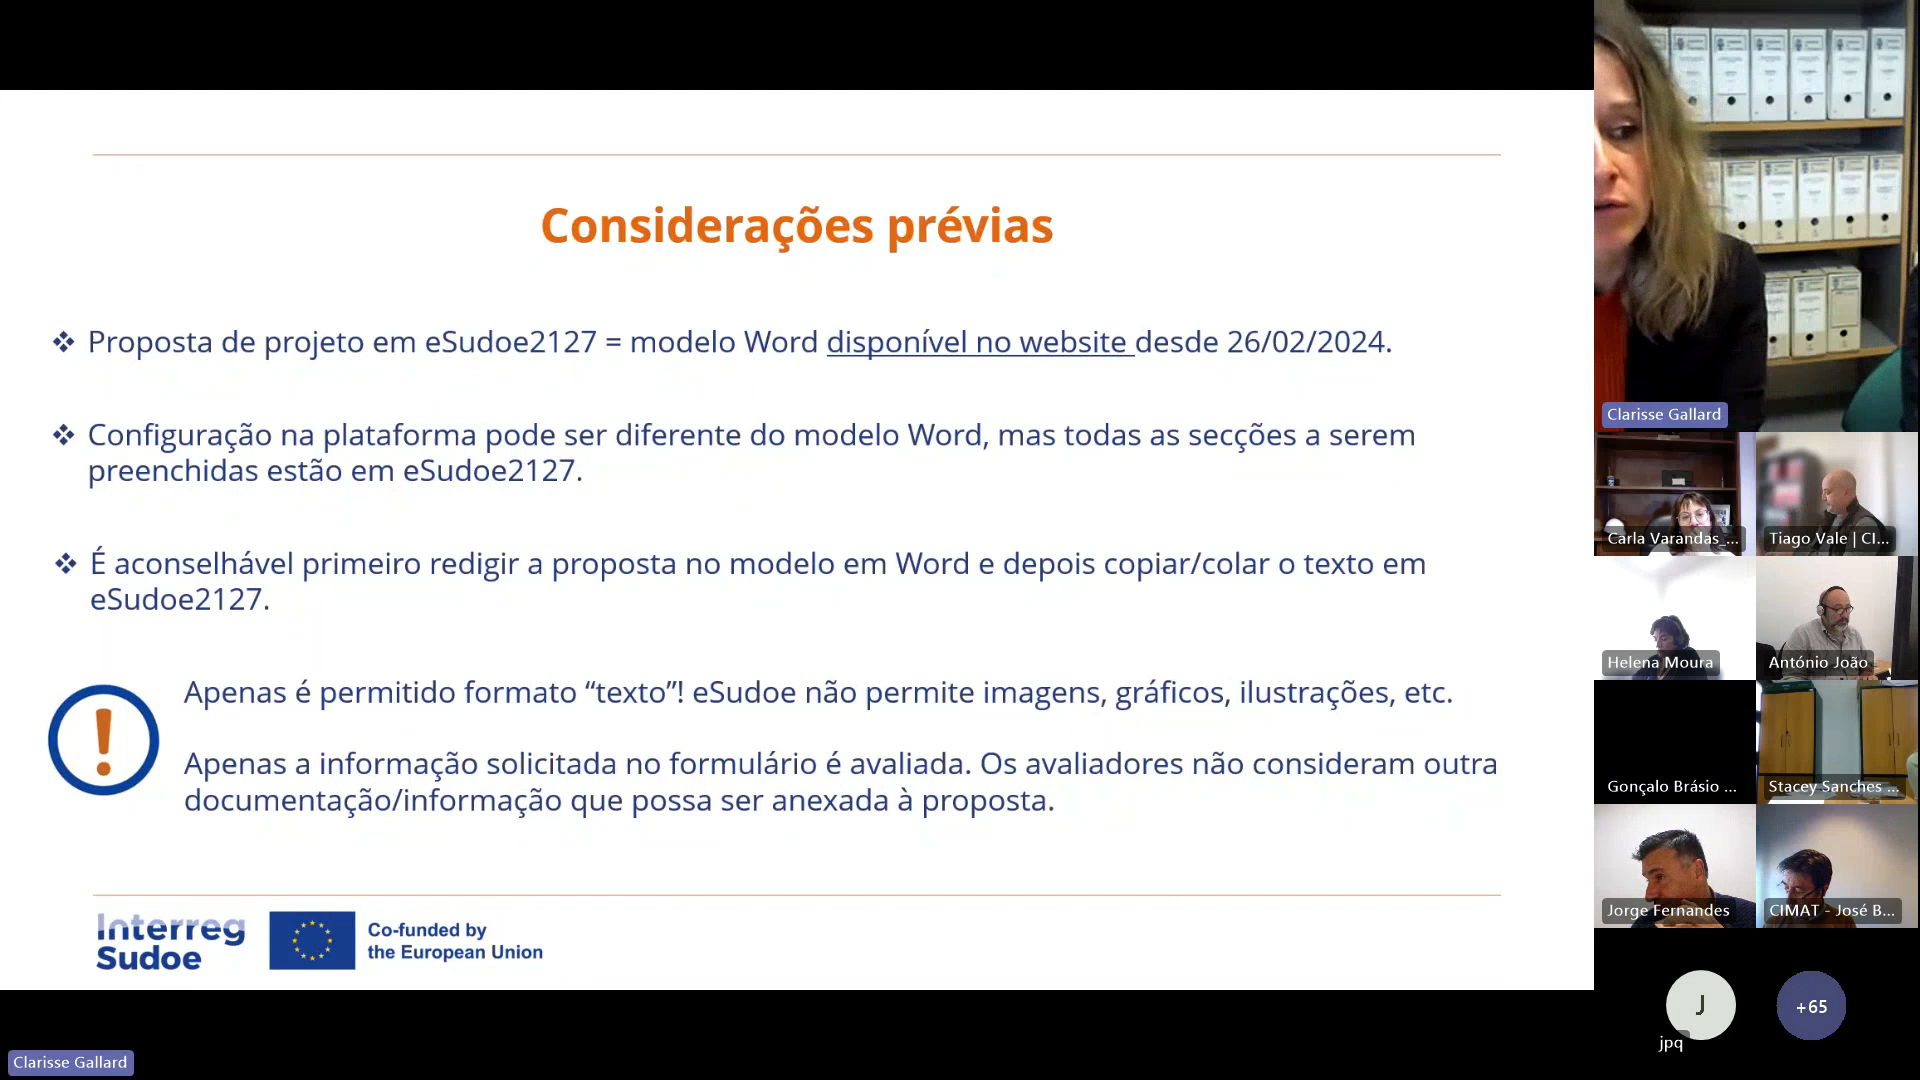 Considerações prévias
❖ Proposta de projeto em eSudoe2127 = modelo Word disponível no website desde 26/02/2024.
❖ Configuração na plataforma pode ser diferente do modelo Word, mas todas as secções a serem
preenchidas estão em eSudoe2127.
❖ É aconselhável primeiro redigir a proposta no modelo em Word e depois copiar/colar o texto em
eSudoe2127.
Apenas é permitido formato “texto”! eSudoe não permite imagens, gráficos, ilustrações, etc.
Apenas a informação solicitada no formulário é avaliada. Os avaliadores não consideram outra
documentação/informação que possa ser anexada à proposta.
Interreg
Sudoe
Co-funded by
the European Union
Clarisse Gallard
Clarisse Gallard
Carla Varandas_...
Tiago Vale | CI...
Helena Moura
António João
Gonçalo Brásio ...
Stacey Sanches ...
Jorge Fernandes
CIMAT - José B...
J
jpq
+65